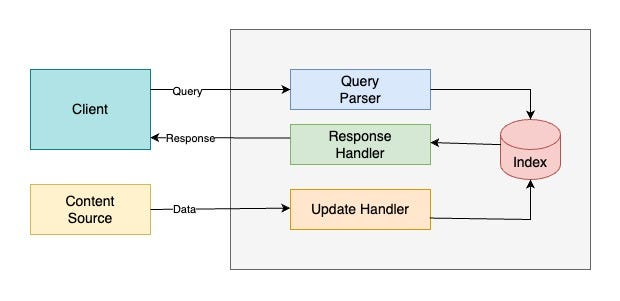 Client
Query
Query
Parser
Response
Response
Handler
Index
Content
Source
Data
Update Handler